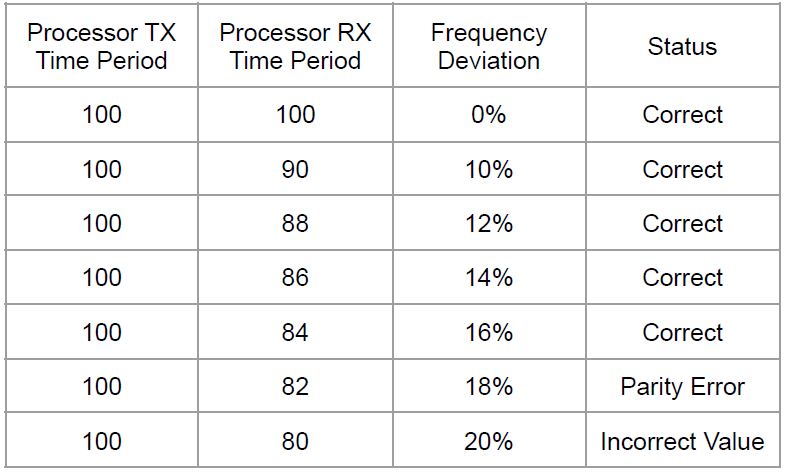 Processor TX Time Period | Processor RX Time Period | Frequency Deviation | Status
100 | 100 | 0% | Correct
100 | 90 | 10% | Correct
100 | 88 | 12% | Correct
100 | 86 | 14% | Correct
100 | 84 | 16% | Correct
100 | 82 | 18% | Parity Error
100 | 80 | 20% | Incorrect Value